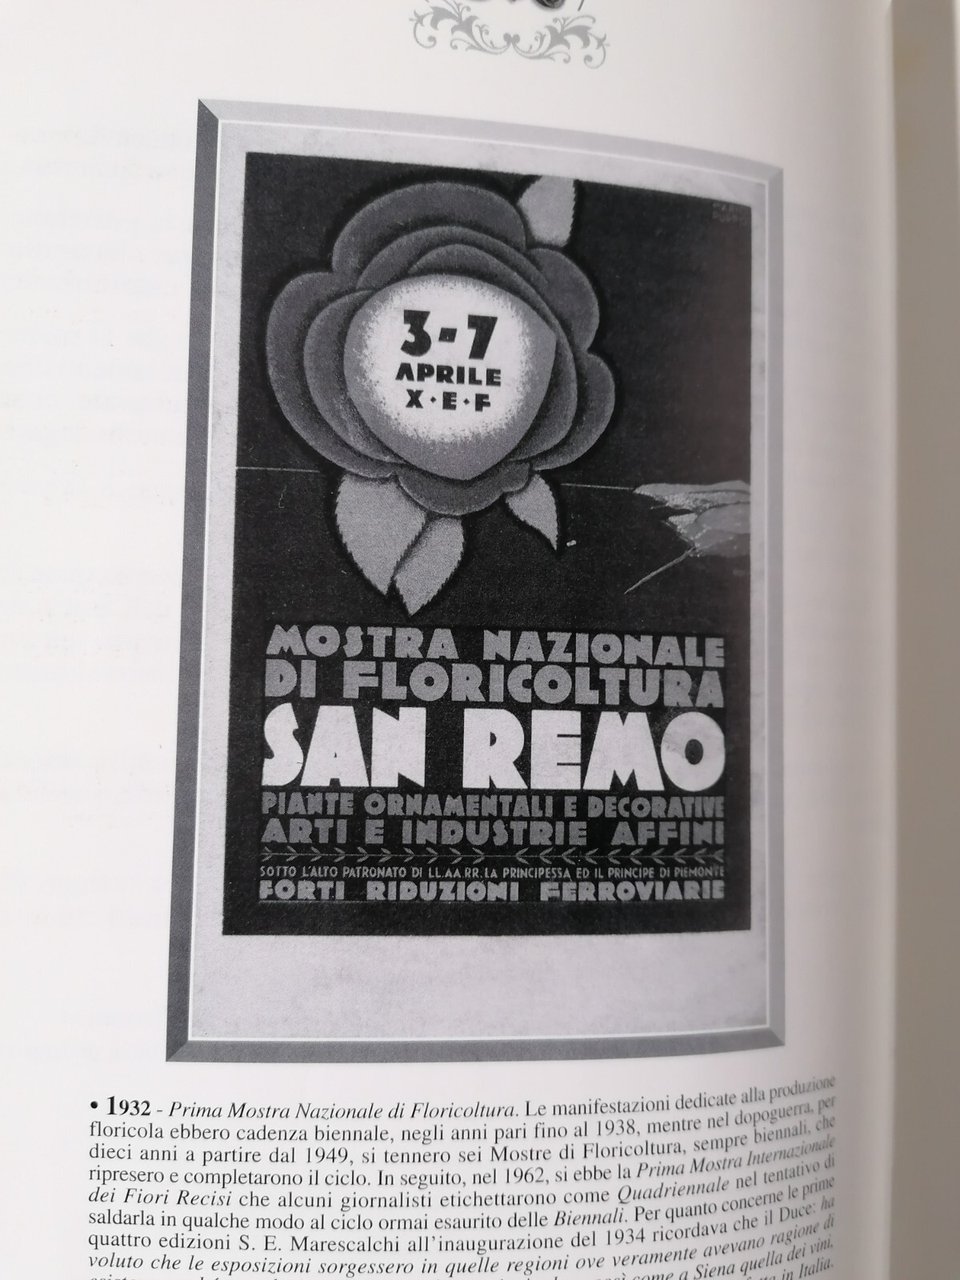 3-7
APRILE
X·E·F
MOSTRA NAZIONALE
DI FLORICOLTURA
SAN REMO
PIANTE ORNAMENTALI E DECORATIVE
ARTI E INDUSTRIE AFFINI
SOTTO L'ALTO PATRONATO DI LL.AA.RR. LA PRINCIPESSA ED IL PRINCIPE DI PIEMONTE
FORTI RIDUZIONI FERROVIARIE
• 1932 - Prima Mostra Nazionale di Floricoltura. Le manifestazioni dedicate alla produzione
floricola ebbero cadenza biennale, negli anni pari fino al 1938, mentre nel dopoguerra, per
dieci anni a partire dal 1949, si tennero sei Mostre di Floricoltura, sempre biennali, che
ripresero e completarono il ciclo. In seguito, nel 1962, si ebbe la Prima Mostra Internazionale
dei Fiori Recisi che alcuni giornalisti etichettarono come Quadriennale nel tentativo di
saldarla in qualche modo al ciclo ormai esaurito delle Biennali. Per quanto concerne le prime
quattro edizioni S. E. Marescalchi all'inaugurazione del 1934 ricordava che il Duce: ha
voluto che le esposizioni sorgessero in quelle regioni ove veramente avevano ragione di
come a Siena quella dei vini,
in Italia.